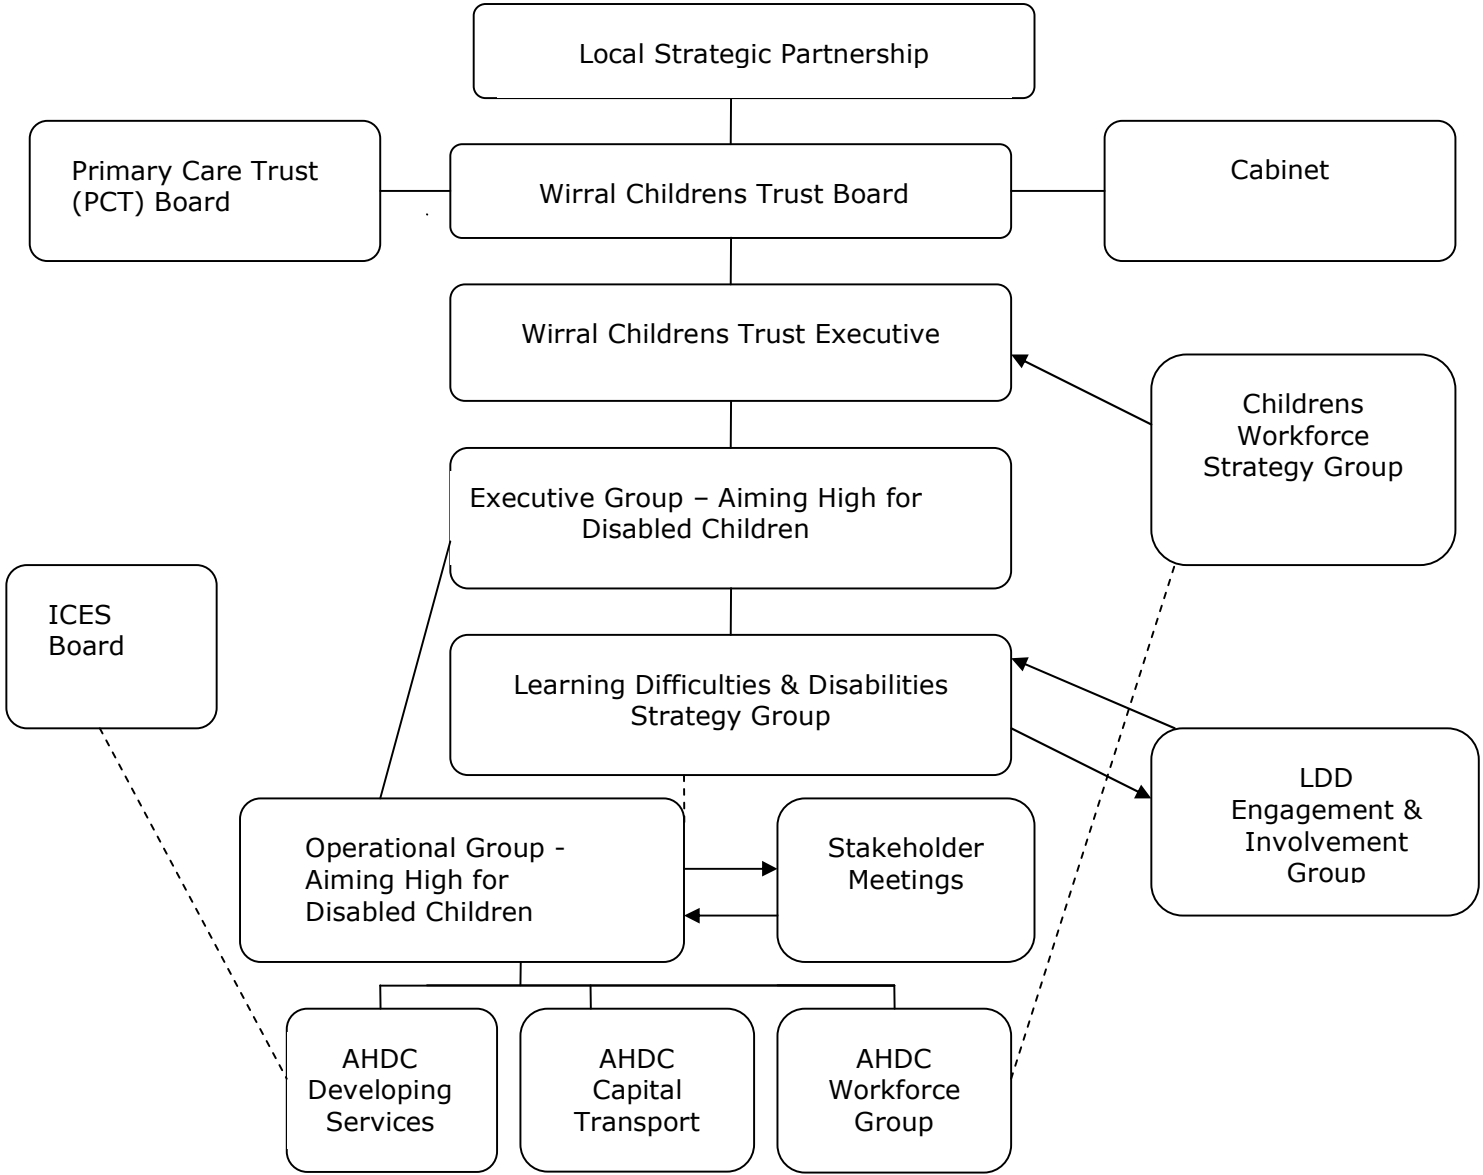 Local Strategic Partnership
Primary Care Trust
(PCT) Board
Wirral Childrens Trust Board
Cabinet
Wirral Childrens Trust Executive
Childrens
Workforce
Strategy Group
Executive Group – Aiming High for
Disabled Children
ICES
Board
Learning Difficulties & Disabilities
Strategy Group
LDD
Engagement &
Involvement
Group
Operational Group -
Aiming High for
Disabled Children
Stakeholder
Meetings
AHDC
Developing
Services
AHDC
Capital
Transport
AHDC
Workforce
Group